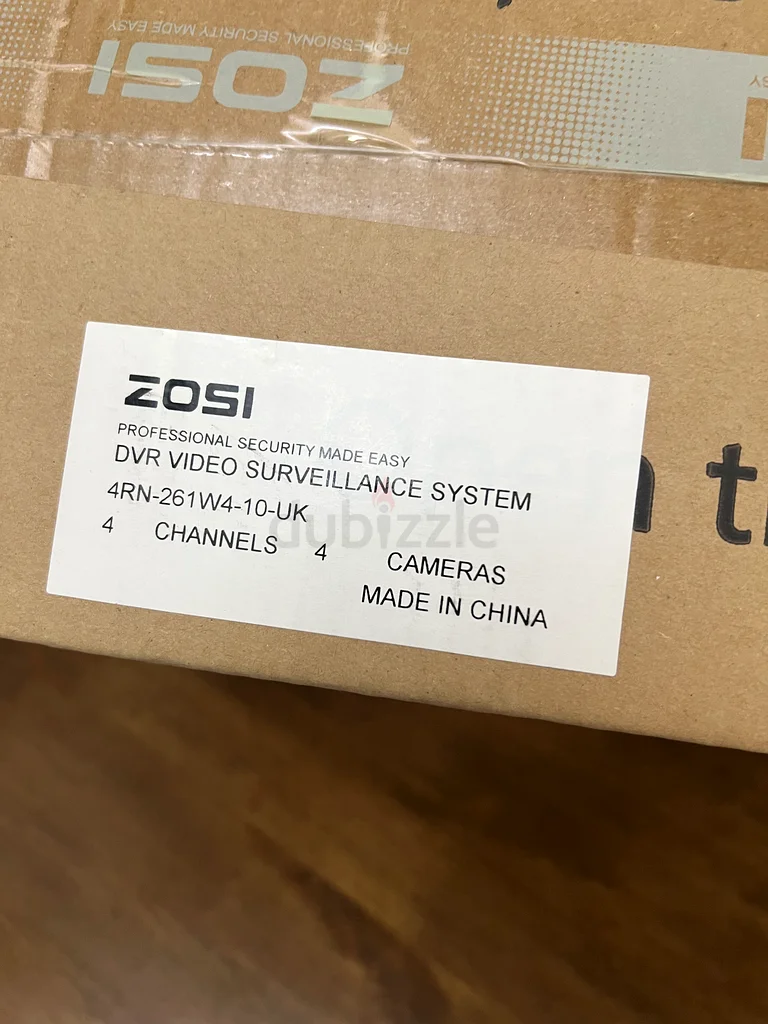 PROFESSIONAL SECURITY MADE EASY
ZOSI
ZOSI
PROFESSIONAL SECURITY MADE EASY
DVR VIDEO SURVEILLANCE SYSTEM
4RN-261W4-10-UK
4 CHANNELS 4 CAMERAS
MADE IN CHINA
dubizzle